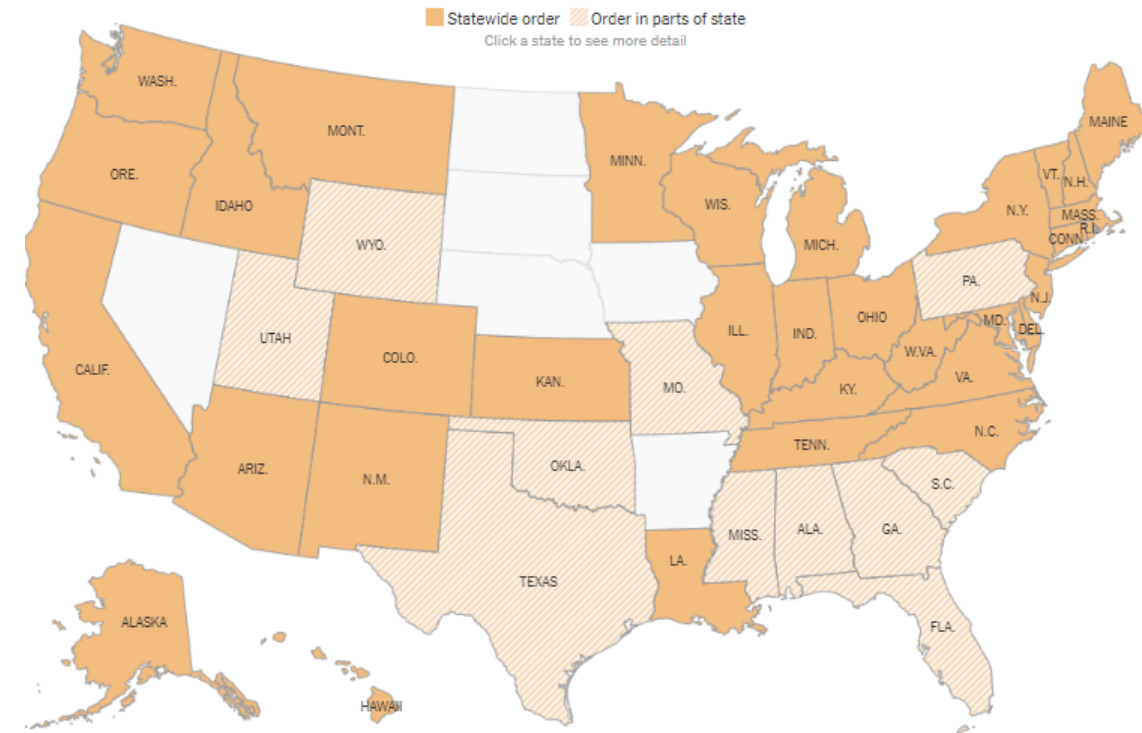 Statewide order Order in parts of state
Click a state to see more detail
WASH.
MONT.
MINN.
MAINE
ORE.
IDAHO
WIS.
VT.
N.H.
N.Y.
MASS.
R.I.
CONN.
WYO.
MICH.
PA.
N.J.
UTAH
COLO.
ILL.
IND.
OHIO
MD.
DEL.
W.VA.
CALIF.
KAN.
MO.
KY.
VA.
ARIZ.
N.M.
OKLA.
TENN.
N.C.
S.C.
MISS.
ALA.
GA.
TEXAS
LA.
FLA.
ALASKA
HAWAII